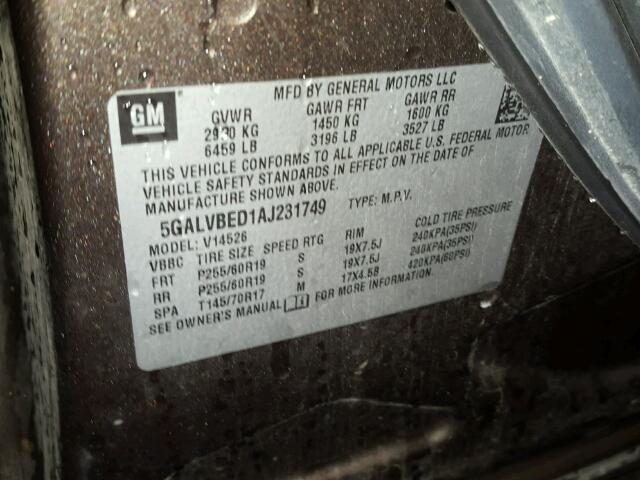 MFD BY GENERAL MOTORS LLC
GM GVWR GAWR FRT GAWR RR
2930 KG 1450 KG 1600 KG
6459 LB 3196 LB 3527 LB
THIS VEHICLE CONFORMS TO ALL APPLICABLE U.S. FEDERAL MOTOR
VEHICLE SAFETY STANDARDS IN EFFECT ON THE DATE OF
MANUFACTURE SHOWN ABOVE.
5GALVBED1AJ231749 TYPE: M.P.V.
MODEL: V14526
VBBC TIRE SIZE SPEED RTG RIM COLD TIRE PRESSURE
FRT P255/60R19 S 19X7.5J 240KPA(35PSI)
RR P255/60R19 S 19X7.5J 240KPA(35PSI)
SPA T145/70R17 M 17X4.5B 420KPA(60PSI)
SEE OWNER'S MANUAL FOR MORE INFORMATION.